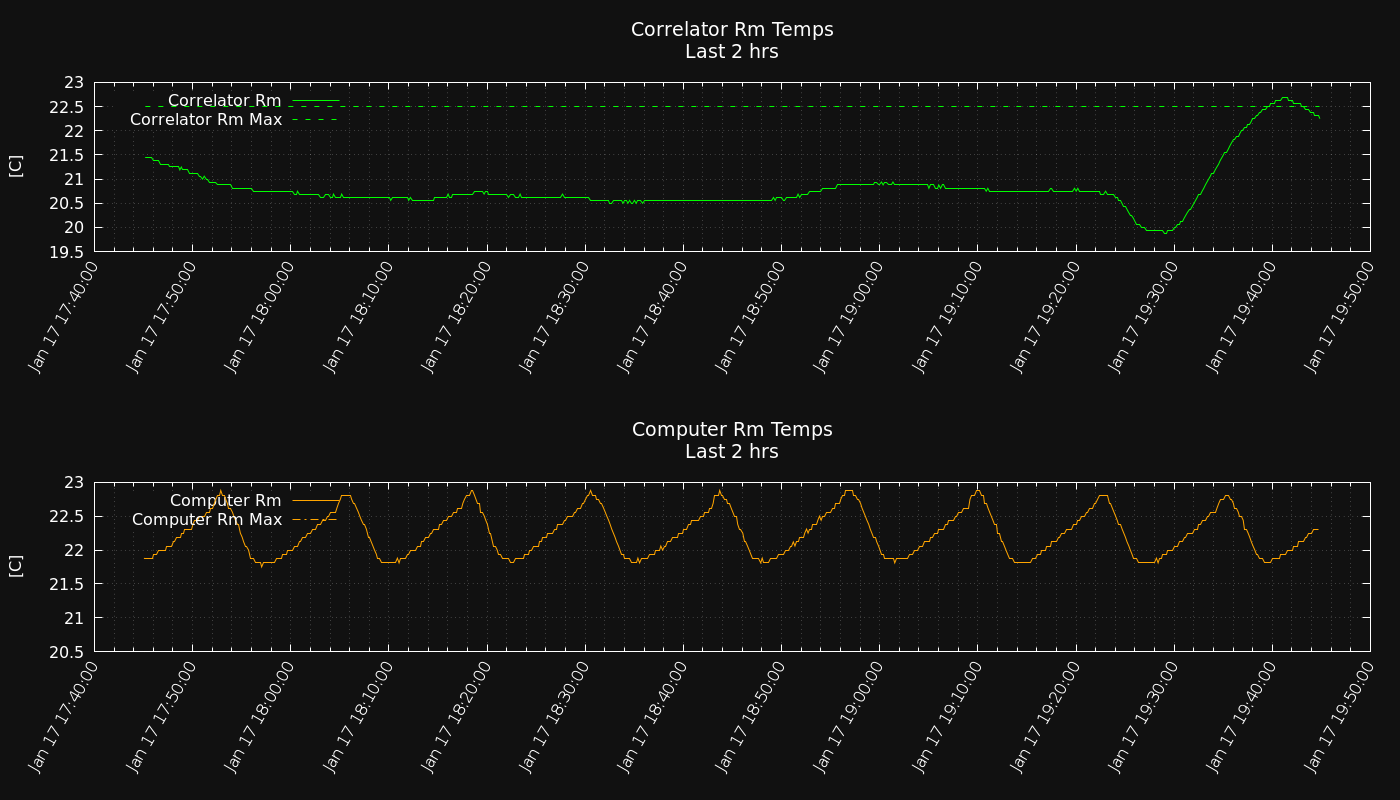 Correlator Rm Temps
Last 2 hrs
[C]
23
22.5
22
21.5
21
20.5
20
19.5
Correlator Rm
Correlator Rm Max
Jan 17 17:40:00
Jan 17 17:50:00
Jan 17 18:00:00
Jan 17 18:10:00
Jan 17 18:20:00
Jan 17 18:30:00
Jan 17 18:40:00
Jan 17 18:50:00
Jan 17 19:00:00
Jan 17 19:10:00
Jan 17 19:20:00
Jan 17 19:30:00
Jan 17 19:40:00
Jan 17 19:50:00
Computer Rm Temps
Last 2 hrs
[C]
23
22.5
22
21.5
21
20.5
Computer Rm
Computer Rm Max
Jan 17 17:40:00
Jan 17 17:50:00
Jan 17 18:00:00
Jan 17 18:10:00
Jan 17 18:20:00
Jan 17 18:30:00
Jan 17 18:40:00
Jan 17 18:50:00
Jan 17 19:00:00
Jan 17 19:10:00
Jan 17 19:20:00
Jan 17 19:30:00
Jan 17 19:40:00
Jan 17 19:50:00